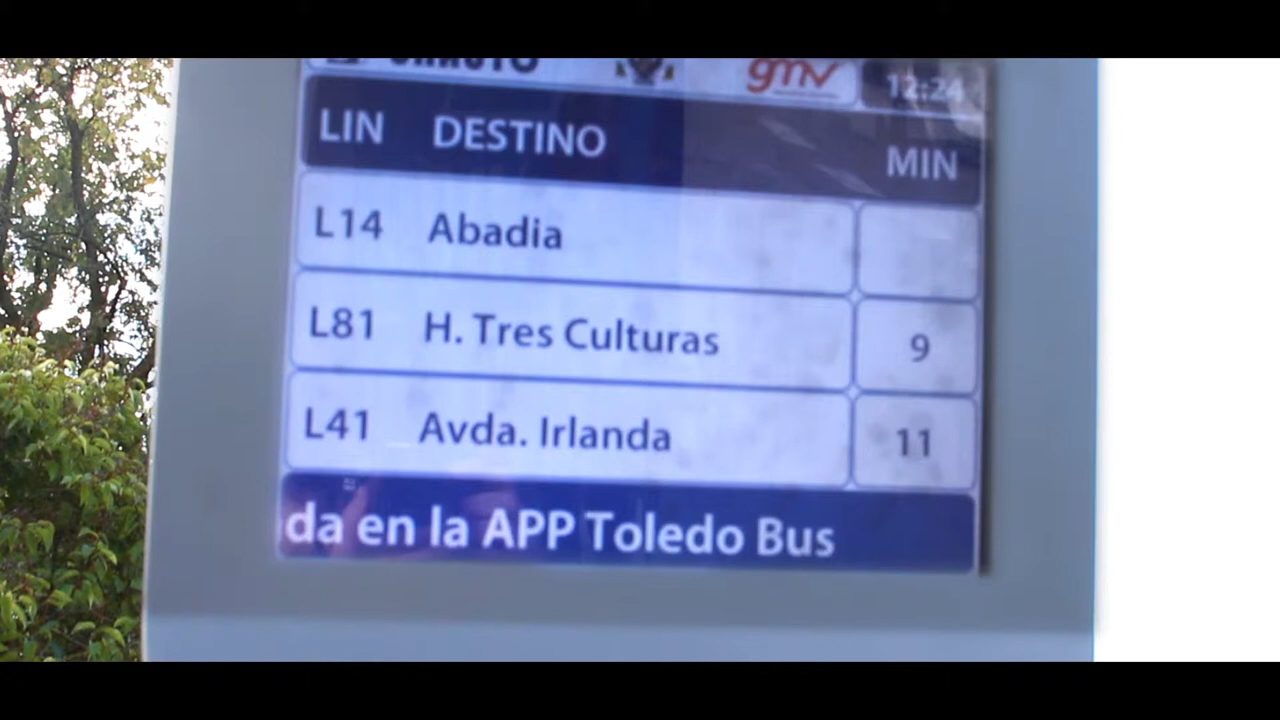 gmv 12:24
LIN DESTINO MIN
L14 Abadia
L81 H. Tres Culturas 9
L41 Avda. Irlanda 11
da en la APP Toledo Bus